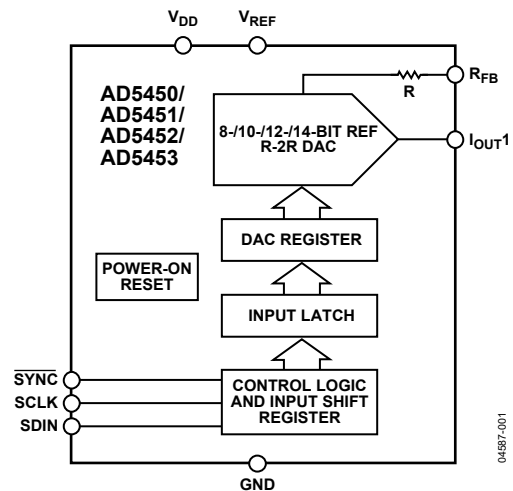 VDD
VREF
AD5450/
AD5451/
AD5452/
AD5453
RFB
R
8-/10-/12-/14-BIT REF
R-2R DAC
IOUT1
DAC REGISTER
POWER-ON
RESET
INPUT LATCH
SYNC
SCLK
SDIN
CONTROL LOGIC
AND INPUT SHIFT
REGISTER
GND
04587-001